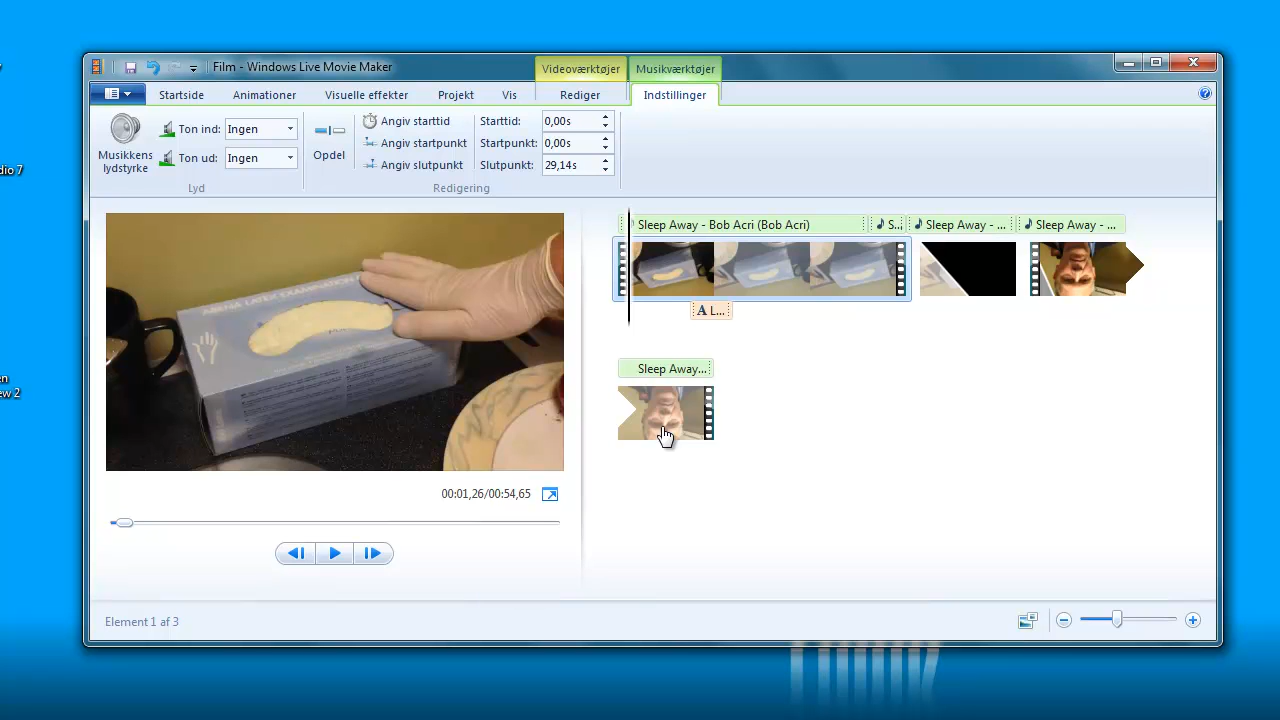 Film - Windows Live Movie Maker
Videoværktøjer
Musikværktøjer
Startside
Animationer
Visuelle effekter
Projekt
Vis
Rediger
Indstillinger
Musikkens lydstyrke
Ton ind: Ingen
Ton ud: Ingen
Lyd
Opdel
Angiv starttid
Angiv startpunkt
Angiv slutpunkt
Starttid: 0,00s
Startpunkt: 0,00s
Slutpunkt: 29,14s
Redigering
dio 7
en
ew 2
ARENA LATEX EXAMINATION
Sleep Away - Bob Acri (Bob Acri)
S...
Sleep Away - ...
Sleep Away - ...
A L...
Sleep Away...
00:01,26/00:54,65
Element 1 af 3